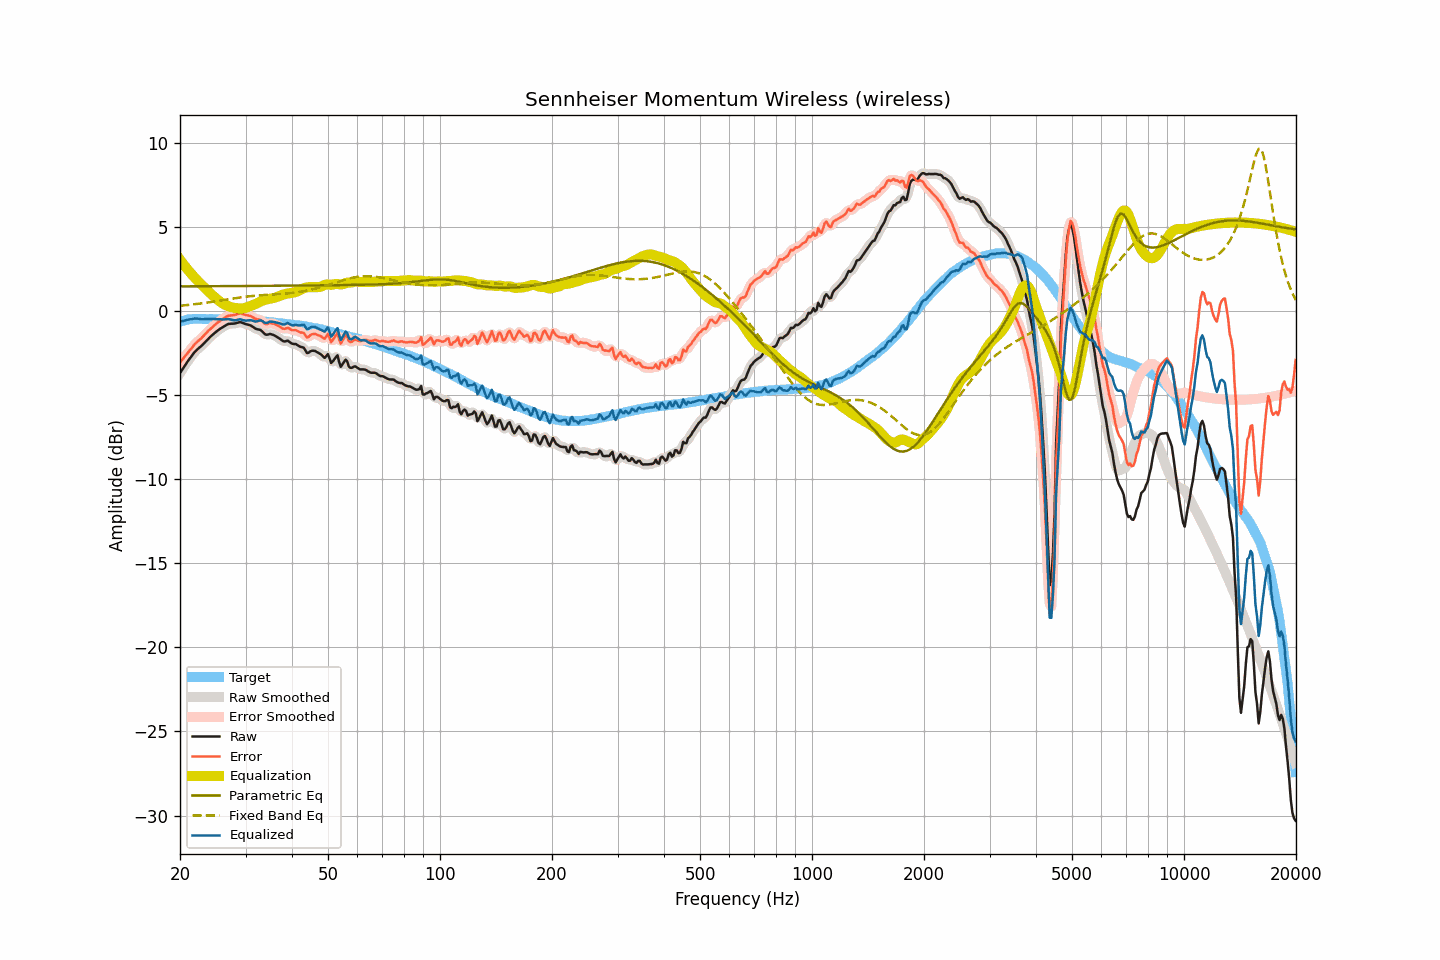 Sennheiser Momentum Wireless (wireless)
10
5
0
−5
−10
−15
−20
−25
−30
Amplitude (dBr)
Target
Raw Smoothed
Error Smoothed
Raw
Error
Equalization
Parametric Eq
Fixed Band Eq
Equalized
20 50 100 200 500 1000 2000 5000 10000 20000
Frequency (Hz)